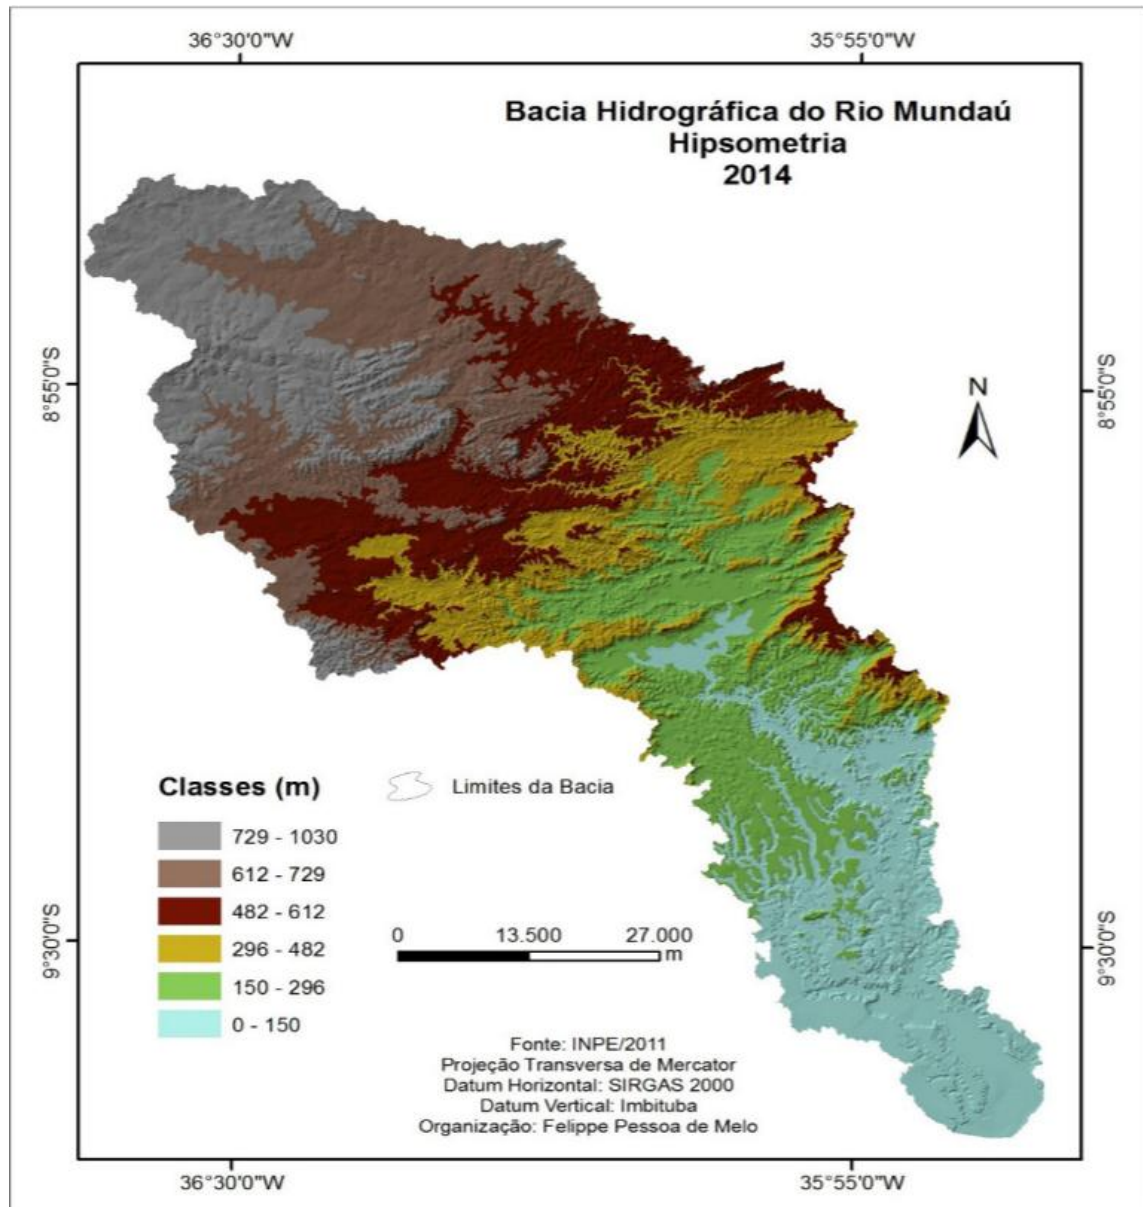 36°30'0"W
35°55'0"W
Bacia Hidrográfica do Rio Mundaú
Hipsometria
2014
8°55'0"S
8°55'0"S
N
Classes (m)
Limites da Bacia
729 - 1030
612 - 729
482 - 612
296 - 482
150 - 296
0 - 150
0 13.500 27.000
m
9°30'0"S
9°30'0"S
Fonte: INPE/2011
Projeção Transversa de Mercator
Datum Horizontal: SIRGAS 2000
Datum Vertical: Imbituba
Organização: Felippe Pessoa de Melo
36°30'0"W
35°55'0"W